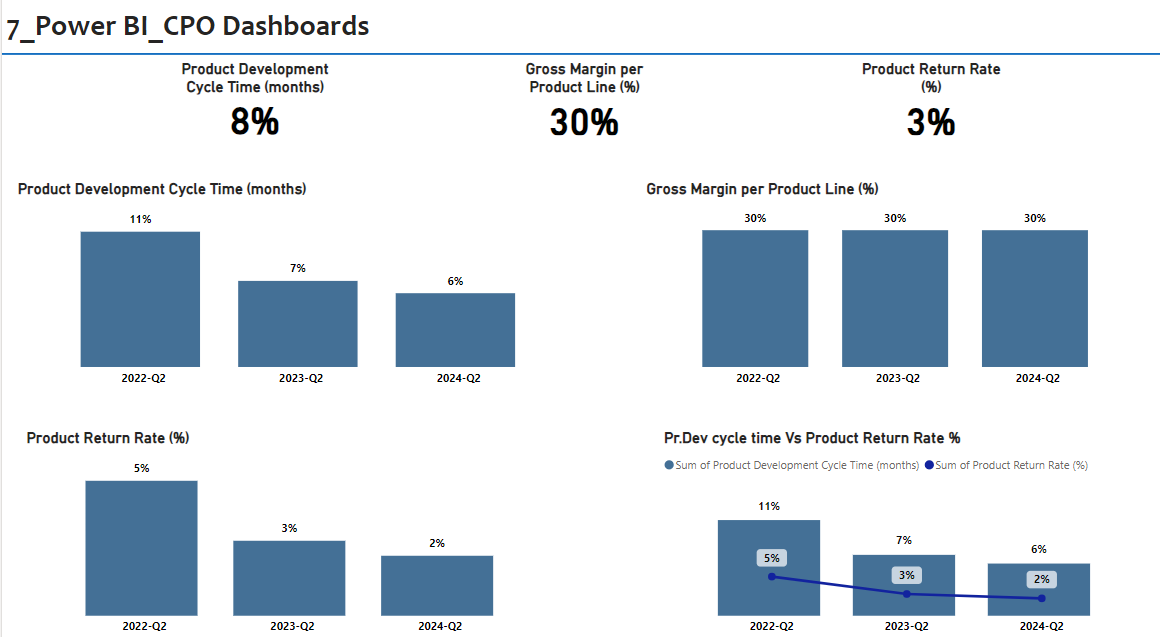 7_Power BI_CPO Dashboards
Product Development
Cycle Time (months)
8%
Gross Margin per
Product Line (%)
30%
Product Return Rate
(%)
3%
Product Development Cycle Time (months)
11%
7%
6%
2022-Q2
2023-Q2
2024-Q2
Gross Margin per Product Line (%)
30%
30%
30%
2022-Q2
2023-Q2
2024-Q2
Product Return Rate (%)
5%
3%
2%
2022-Q2
2023-Q2
2024-Q2
Pr.Dev cycle time Vs Product Return Rate %
Sum of Product Development Cycle Time (months)
Sum of Product Return Rate (%)
11%
7%
6%
5%
3%
2%
2022-Q2
2023-Q2
2024-Q2